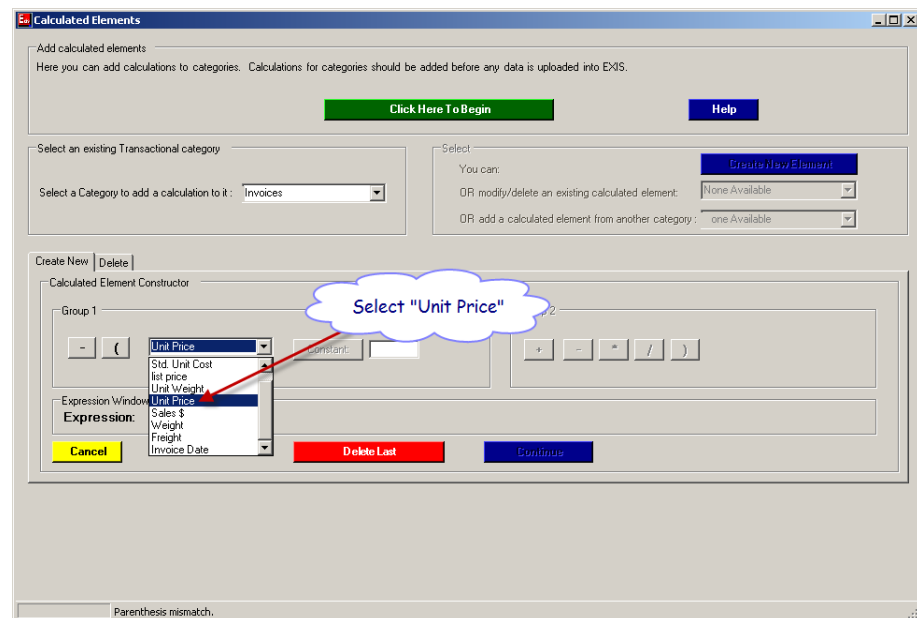 Calculated Elements
Add calculated elements
Here you can add calculations to categories. Calculations for categories should be added before any data is uploaded into EXIS.
Click Here To Begin
Help
Select an existing Transactional category
Select a Category to add a calculation to it : Invoices
Select
You can:
Create New Element
OR modify/delete an existing calculated element: None Available
OR add a calculated element from another category : one Available
Create New
Delete
Calculated Element Constructor
Select "Unit Price"
Group 1
2
- ( Unit Price Constant:
+ - * / )
Std. Unit Cost
list price
Unit Weight
Unit Price
Sales $
Weight
Freight
Invoice Date
Expression Window
Expression:
Cancel
Delete Last
Continue
Parenthesis mismatch.